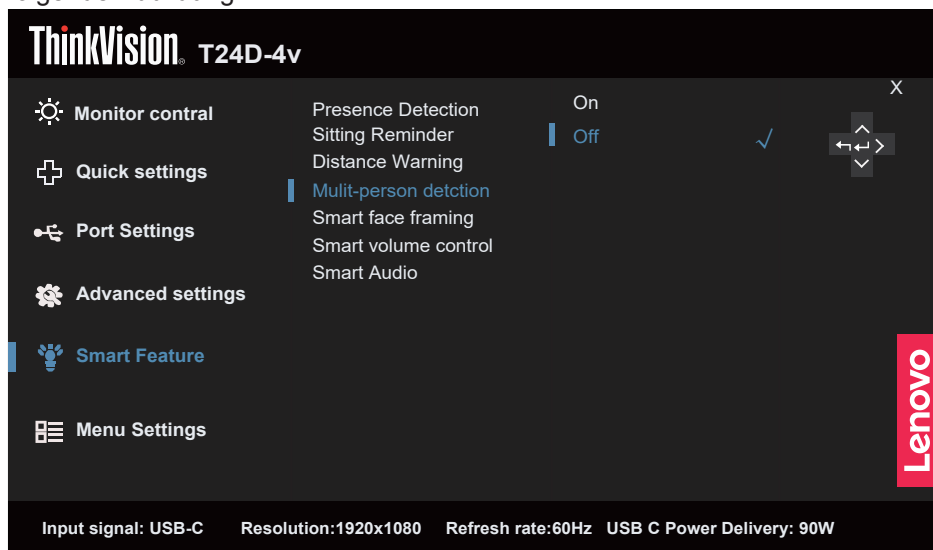 ThinkVision® T24D-4v
X
Monitor contral
Quick settings
Port Settings
Advanced settings
Smart Feature
Menu Settings
Presence Detection
Sitting Reminder
Distance Warning
Mulit-person detction
Smart face framing
Smart volume control
Smart Audio
On
Off
Lenovo
Input signal: USB-C Resolution:1920x1080 Refresh rate:60Hz USB C Power Delivery: 90W